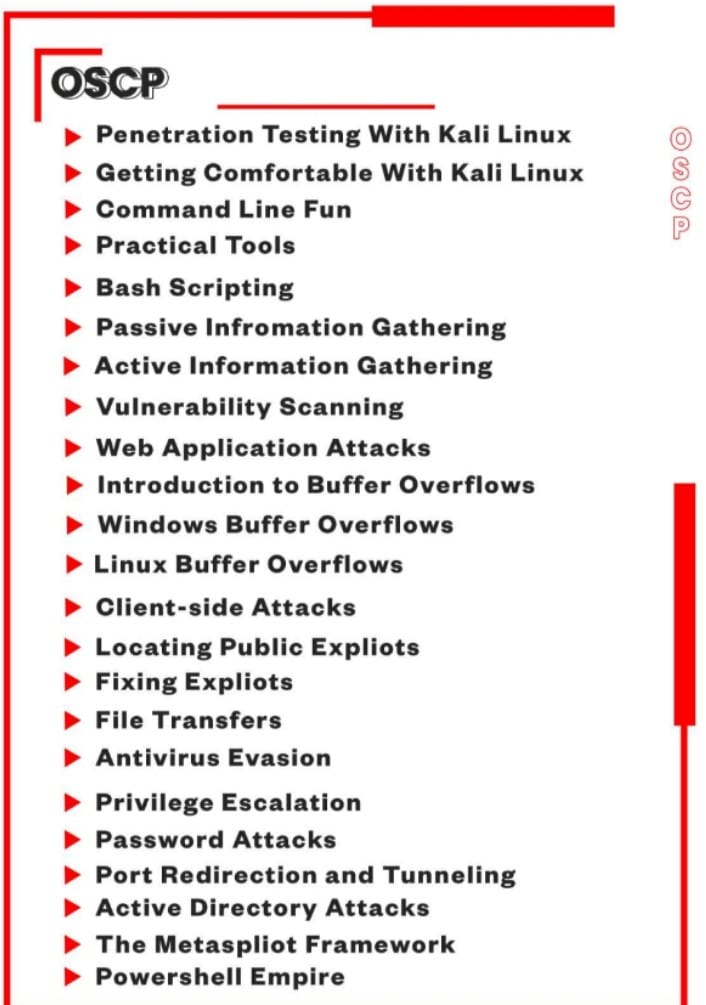 OSCP
Penetration Testing With Kali Linux
Getting Comfortable With Kali Linux
Command Line Fun
Practical Tools
Bash Scripting
Passive Infromation Gathering
Active Information Gathering
Vulnerability Scanning
Web Application Attacks
Introduction to Buffer Overflows
Windows Buffer Overflows
Linux Buffer Overflows
Client-side Attacks
Locating Public Expliots
Fixing Expliots
File Transfers
Antivirus Evasion
Privilege Escalation
Password Attacks
Port Redirection and Tunneling
Active Directory Attacks
The Metaspliot Framework
Powershell Empire
OSCP